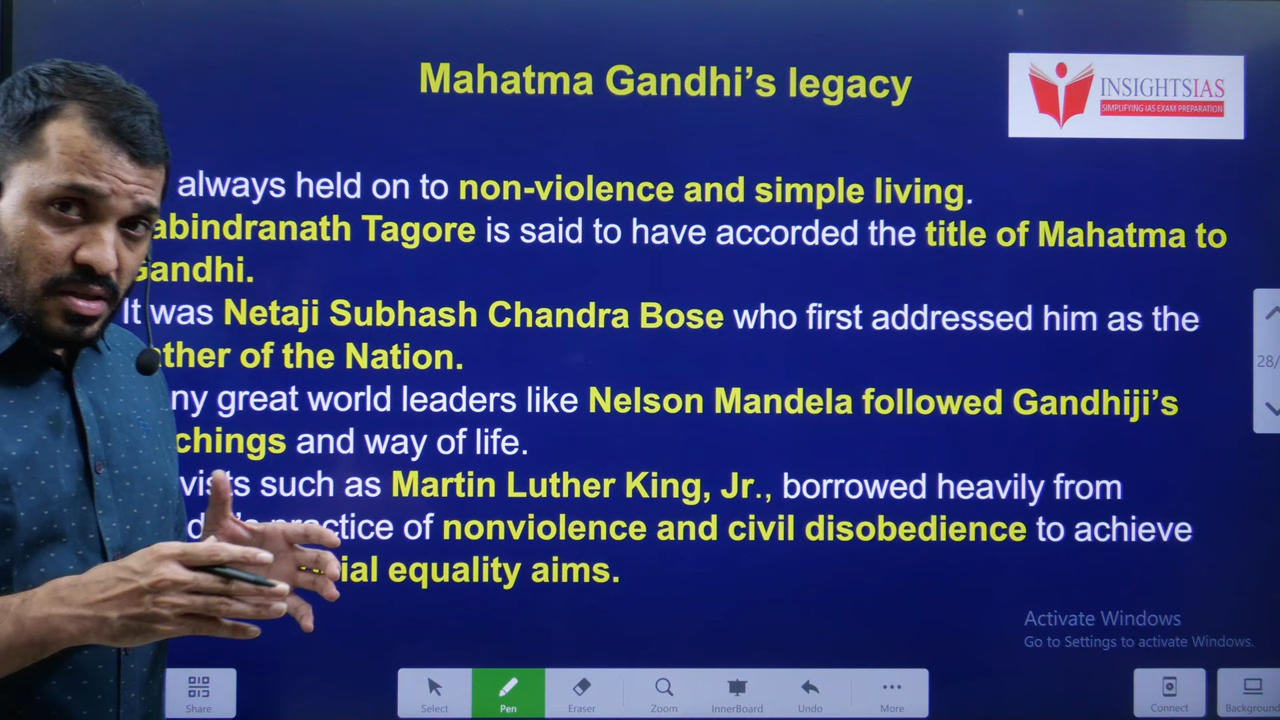 Mahatma Gandhi's legacy
INSIGHTSIAS
SIMPLIFYING IAS EXAM PREPARATION
always held on to non-violence and simple living.
abindranath Tagore is said to have accorded the title of Mahatma to
Gandhi.
It was Netaji Subhash Chandra Bose who first addressed him as the
ather of the Nation.
ny great world leaders like Nelson Mandela followed Gandhiji's
chings and way of life.
vists such as Martin Luther King, Jr., borrowed heavily from
practice of nonviolence and civil disobedience to achieve
ial equality aims.
28/
Activate Windows
Go to Settings to activate Windows.
Share
Select
Pen
Eraser
Zoom
InnerBoard
Undo
More
Connect
Background